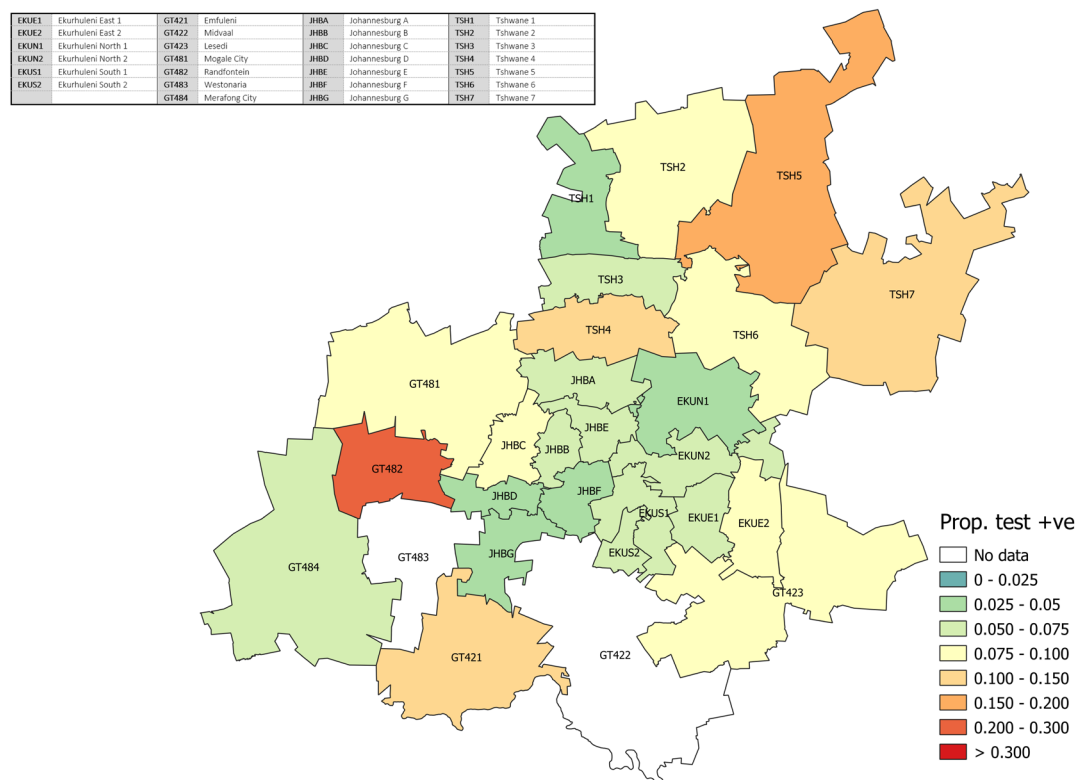 EKUE1 Ekurhuleni East 1 GT421 Emfuleni JHBA Johannesburg A TSH1 Tshwane 1
EKUE2 Ekurhuleni East 2 GT422 Midvaal JHBB Johannesburg B TSH2 Tshwane 2
EKUN1 Ekurhuleni North 1 GT423 Lesedi JHBC Johannesburg C TSH3 Tshwane 3
EKUN2 Ekurhuleni North 2 GT481 Mogale City JHBD Johannesburg D TSH4 Tshwane 4
EKUS1 Ekurhuleni South 1 GT482 Randfontein JHBE Johannesburg E TSH5 Tshwane 5
EKUS2 Ekurhuleni South 2 GT483 Westonaria JHBF Johannesburg F TSH6 Tshwane 6
GT484 Merafong City JHBG Johannesburg G TSH7 Tshwane 7
TSH2
TSH5
TSH1
TSH3
TSH7
TSH4
TSH6
GT481
JHBA
EKUN1
JHBE
JHBC
JHBB
EKUN2
GT482
JHBD
JHBF
EKUS1
EKUE1
EKUE2
GT483
JHBG
EKUS2
GT484
GT423
GT421
GT422
Prop. test +ve
No data
0 - 0.025
0.025 - 0.05
0.050 - 0.075
0.075 - 0.100
0.100 - 0.150
0.150 - 0.200
0.200 - 0.300
> 0.300